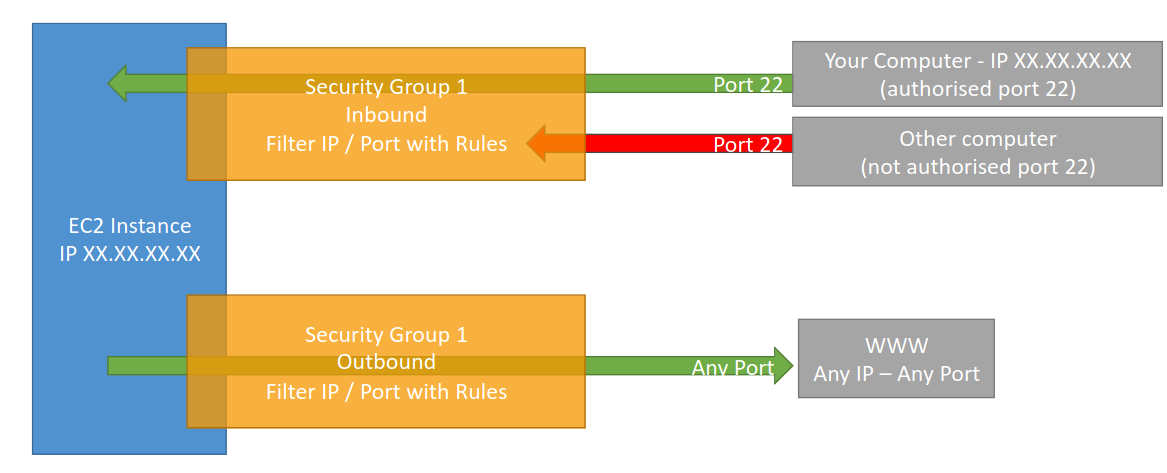 Your Computer - IP XX.XX.XX.XX
(authorised port 22)
Port 22
Security Group 1
Inbound
Filter IP / Port with Rules
Port 22
Other computer
(not authorised port 22)
EC2 Instance
IP XX.XX.XX.XX
Security Group 1
Outbound
Filter IP / Port with Rules
Any Port
WWW
Any IP – Any Port